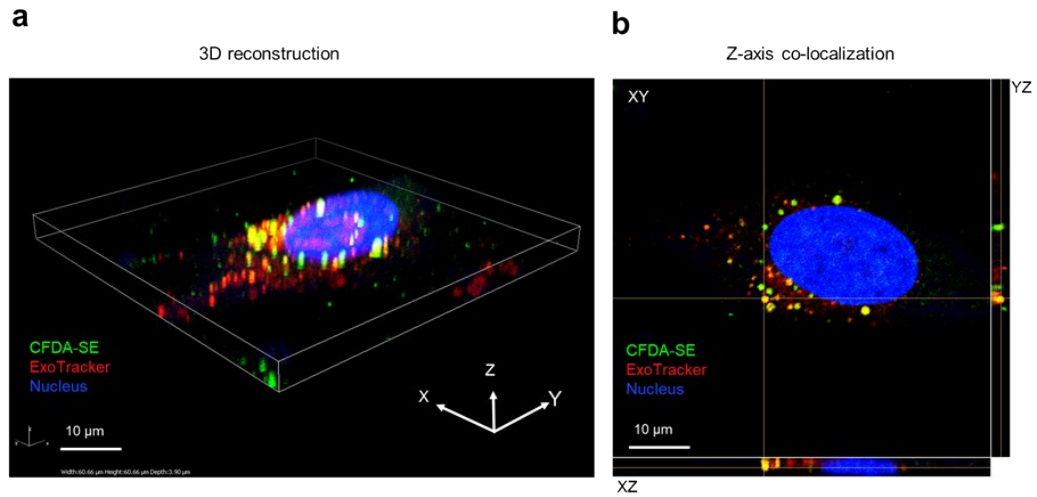 a
3D reconstruction
CFDA-SE
ExoTracker
Nucleus
10 µm
X
Z
Y
Width:60.66 µm Height:60.66 µm Depth:3.90 µm
b
Z-axis co-localization
XY
YZ
CFDA-SE
ExoTracker
Nucleus
10 µm
XZ